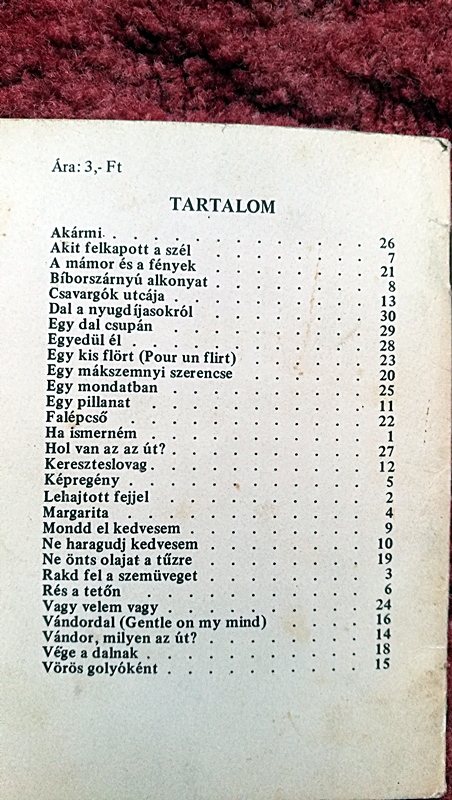 Ára: 3,- Ft
TARTALOM
Akármi . . . . . . . . . . 26
Akit felkapott a szél . . . . . . . 7
A mámor és a fények . . . . . . . 21
Bíborszárnyú alkonyat . . . . . . . 8
Csavargók utcája . . . . . . . . 13
Dal a nyugdíjasokról . . . . . . . 30
Egy dal csupán . . . . . . . . 29
Egyedül él . . . . . . . . . 28
Egy kis flört (Pour un flirt) . . . . . 23
Egy mákszemnyi szerencse . . . . . 20
Egy mondatban . . . . . . . . 25
Egy pillanat . . . . . . . . . 11
Falépcső . . . . . . . . . . 22
Ha ismerném . . . . . . . . . 1
Hol van az az út? . . . . . . . . 27
Kereszteslovag . . . . . . . . . 12
Képregény . . . . . . . . . . 5
Lehajtott fejjel . . . . . . . . 2
Margarita . . . . . . . . . . 4
Mondd el kedvesem . . . . . . . 9
Ne haragudj kedvesem . . . . . . 10
Ne önts olajat a tűzre . . . . . . . 19
Rakd fel a szemüveget . . . . . . 3
Rés a tetőn . . . . . . . . . 6
Vagy velem vagy . . . . . . . . 24
Vándordal (Gentle on my mind) . . . . 16
Vándor, milyen az út? . . . . . . . 14
Vége a dalnak . . . . . . . . . 18
Vörös golyóként . . . . . . . . 15